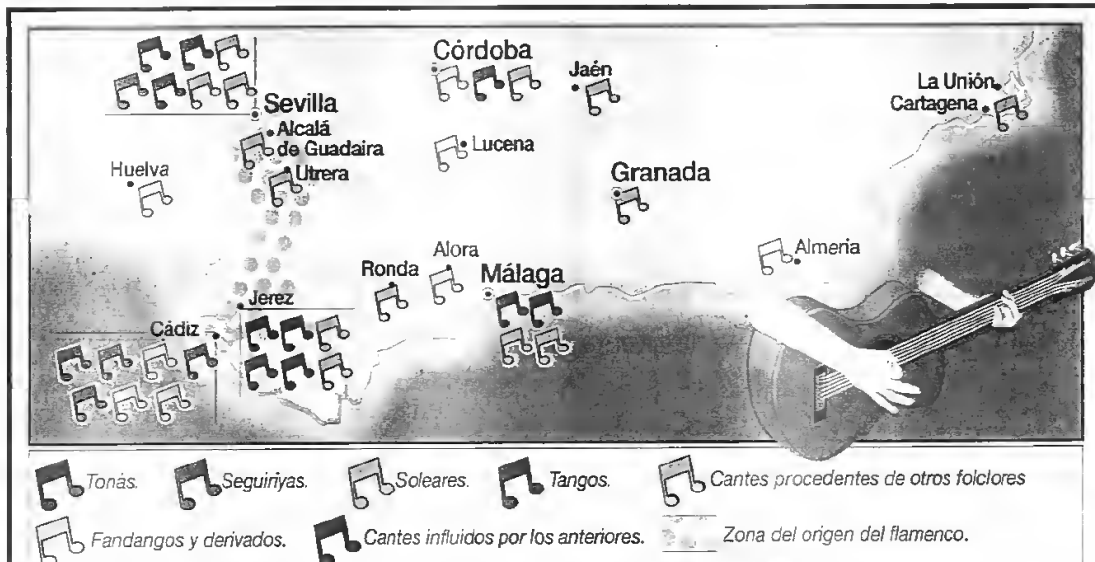 Córdoba
Jaén
La Unión
Cartagena
Sevilla
Alcalá
de Guadaira
Lucena
Huelva
Utrera
Granada
Alora
Almeria
Ronda
Málaga
Jerez
Cádiz
Tonás. Seguiriyas. Soleares. Tangos. Cantes procedentes de otros folclores
Fandangos y derivados. Cantes influidos por los anteriores. Zona del origen del flamenco.